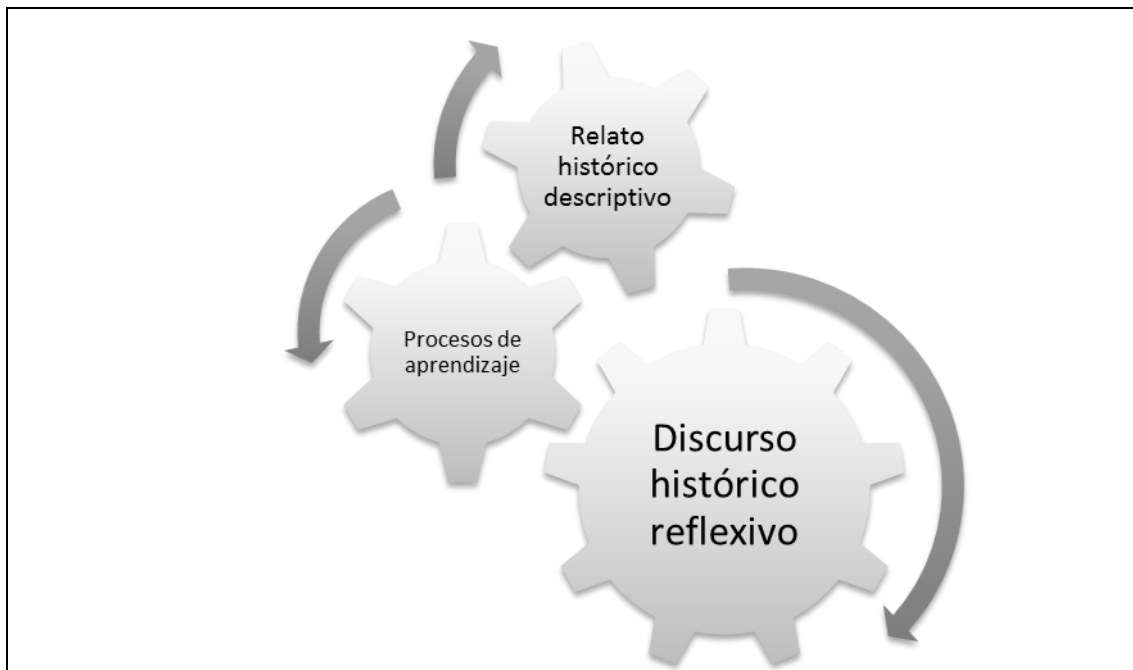 Relato
histórico
descriptivo
Procesos de
aprendizaje
Discurso
histórico
reflexivo